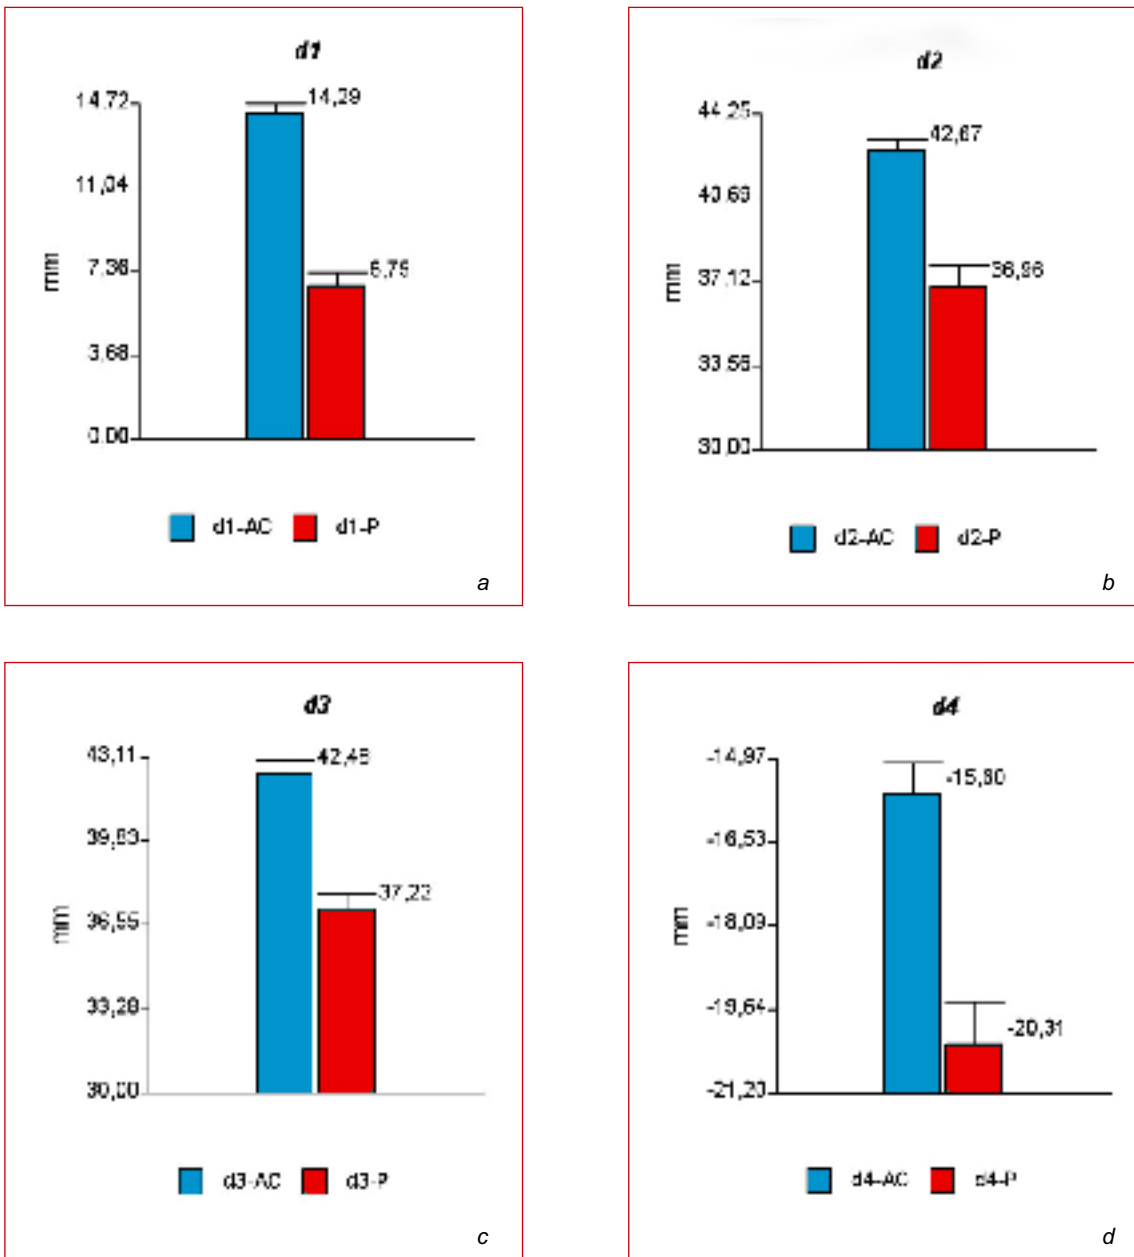 d1
14,72
14,29
11,04
mm
7,36
6,75
3,68
0,00
d1-AC d1-P
a
d2
44,25
42,67
40,69
mm
37,12
36,96
33,56
30,00
d2-AC d2-P
b
d3
43,11
42,45
39,83
mm
36,55
37,22
33,28
30,00
d3-AC d3-P
c
d4
-14,97
-15,60
-16,53
mm
-18,09
-19,64
-20,31
-21,20
d4-AC d4-P
d